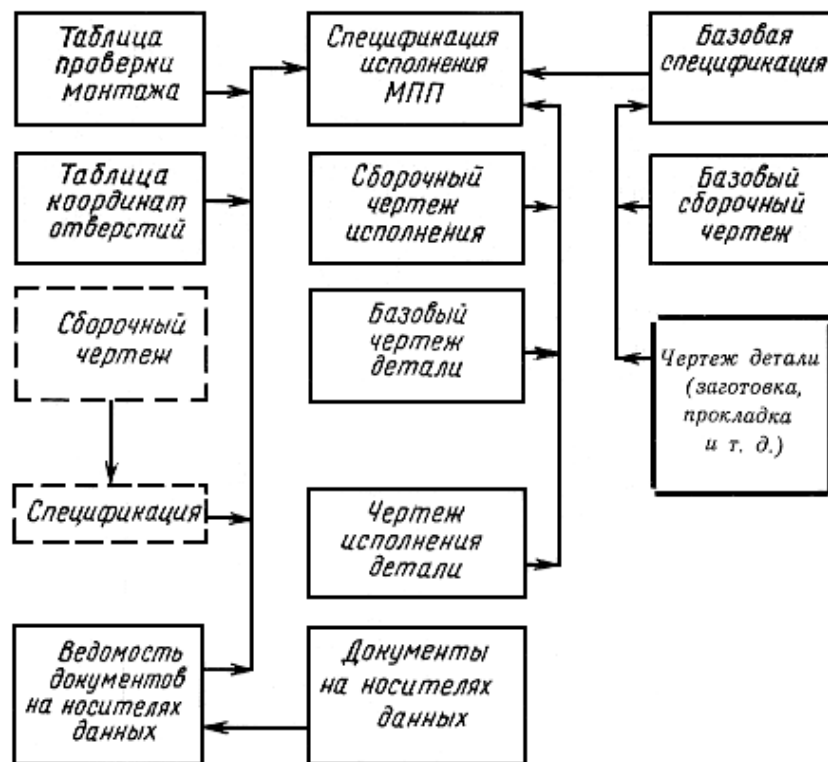 Таблица
проверки
монтажа
Спецификация
исполнения
МПП
Базовая
спецификация
Таблица
координат
отверстий
Сборочный
чертеж
исполнения
Базовый
сборочный
чертеж
Сборочный
чертеж
Базовый
чертеж
детали
Чертеж детали
(заготовка,
прокладка
и т. д.)
Спецификация
Чертеж
исполнения
детали
Ведомость
документов
на носителях
данных
Документы
на носителях
данных